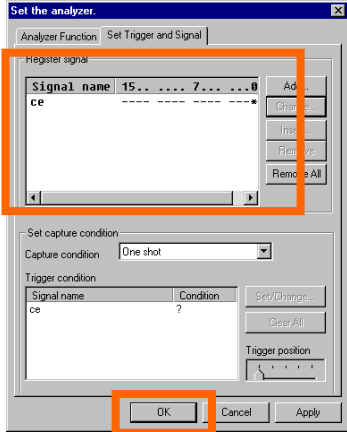 Set the analyzer.
Analyzer Function Set Trigger and Signal
Register signal
Signal name 15.. .... 7... ...0
ce ---- ---- ---- ---*
Add...
Change...
Insert...
Remove
Remove All
Set capture condition
Capture condition One shot
Trigger condition
Signal name Condition
ce ?
Set/Change...
Clear All
Trigger position
OK Cancel Apply